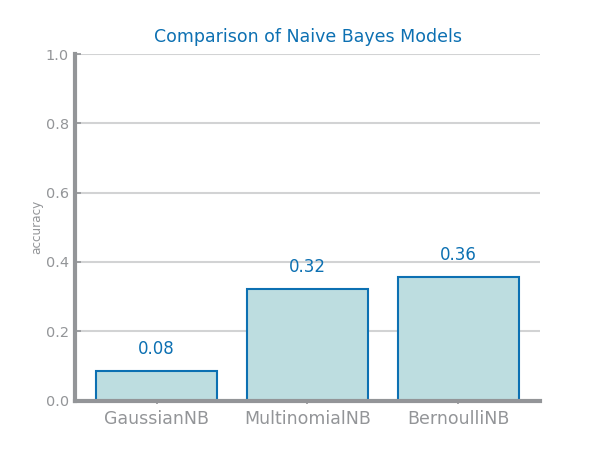 Comparison of Naive Bayes Models
1.0
0.8
0.6
0.4
0.2
0.0
accuracy
0.08
0.32
0.36
GaussianNB
MultinomialNB
BernoulliNB